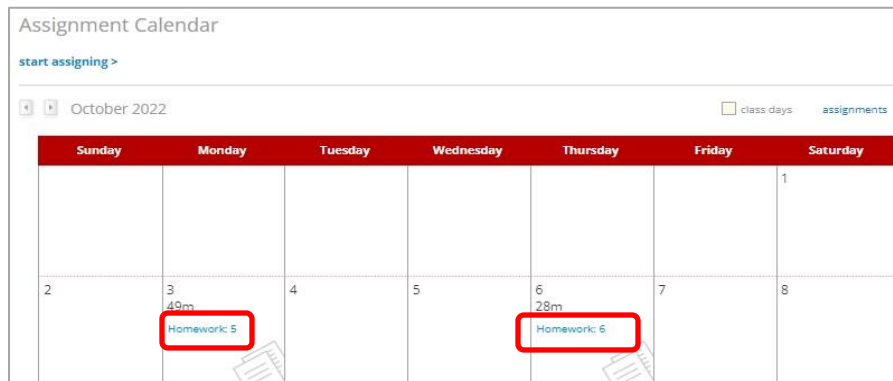 Assignment Calendar
start assigning >
October 2022
class days assignments
Sunday Monday Tuesday Wednesday Thursday Friday Saturday
1
2 3 4 5 6 7 8
49m 28m
Homework: 5 Homework: 6